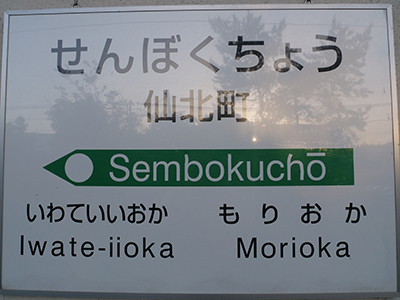 せんぼくちょう
仙北町
Sembokuchō
いわていいおか もりおか
Iwate-iioka Morioka